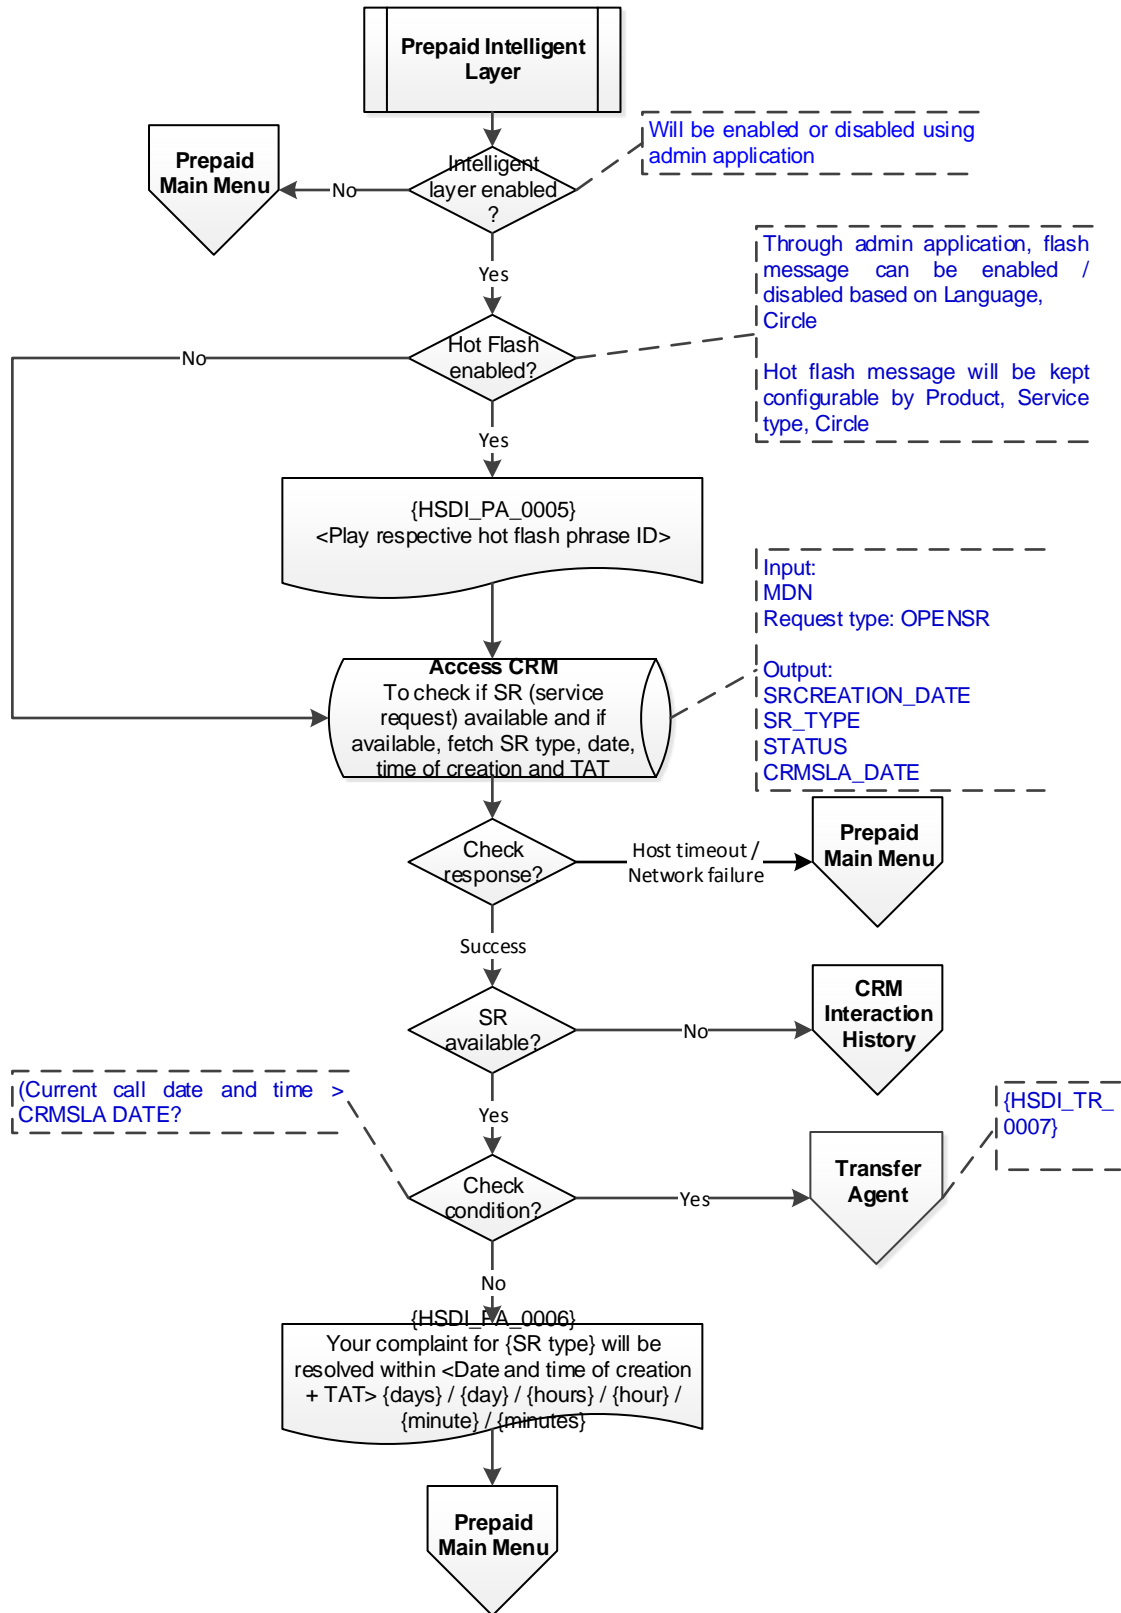 Prepaid Intelligent
Layer
Will be enabled or disabled using
admin application
Prepaid
Main Menu
No
Intelligent
layer enabled
?
Yes
Through admin application, flash
message can be enabled /
disabled based on Language,
Circle
Hot flash message will be kept
configurable by Product, Service
type, Circle
No
Hot Flash
enabled?
Yes
{HSDI_PA_0005}
<Play respective hot flash phrase ID>
Input:
MDN
Request type: OPENSR
Output:
SRCREATION_DATE
SR_TYPE
STATUS
CRMSLA_DATE
Access CRM
To check if SR (service
request) available and if
available, fetch SR type, date,
time of creation and TAT
Check
response?
Host timeout /
Network failure
Prepaid
Main Menu
Success
SR
available?
No
CRM
Interaction
History
(Current call date and time >
CRMSLA DATE?
Yes
{HSDI_TR_
0007}
Check
condition?
Yes
Transfer
Agent
No
{HSDI_PA_0006}
Your complaint for {SR type} will be
resolved within <Date and time of creation
+ TAT> {days} / {day} / {hours} / {hour} /
{minute} / {minutes}
Prepaid
Main Menu